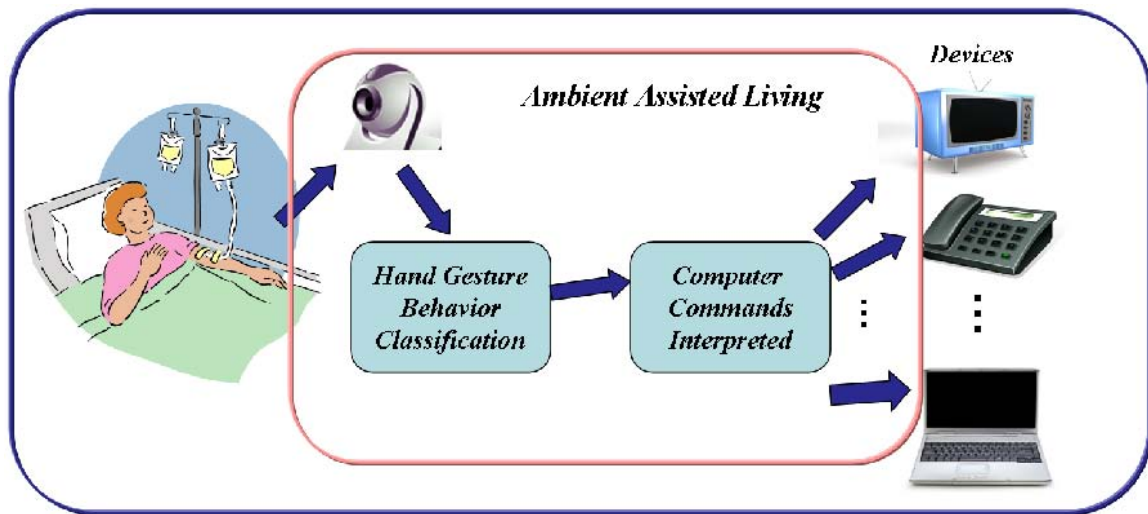 Devices
Ambient Assisted Living
Hand Gesture
Behavior
Classification
Computer
Commands
Interpreted